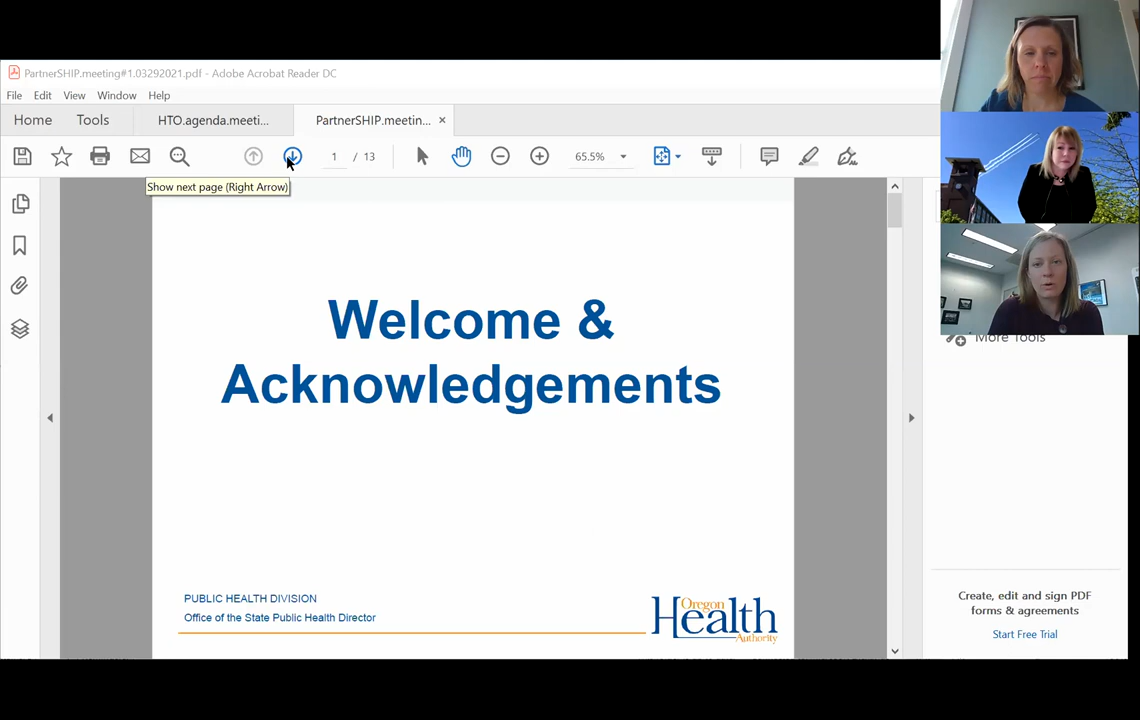 PartnerSHIP.meeting#1.03292021.pdf - Adobe Acrobat Reader DC
File Edit View Window Help
Home Tools HTO.agenda.meeti... PartnerSHIP.meetin... ×
1 / 13 65.5%
Show next page (Right Arrow)
Welcome &
Acknowledgements
More Tools
PUBLIC HEALTH DIVISION
Office of the State Public Health Director
Oregon
Health
Authority
Create, edit and sign PDF
forms & agreements
Start Free Trial